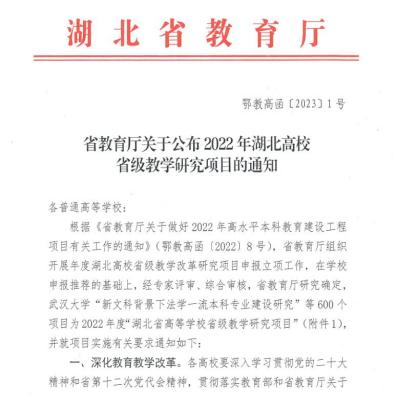 湖北省教育厅
鄂教高函〔2023〕1号
省教育厅关于公布 2022 年湖北高校
省级教学研究项目的通知
各普通高等学校：
根据《省教育厅关于做好 2022 年高水平本科教育建设工程
项目有关工作的通知》（鄂教高函〔2022〕8 号），省教育厅组织
开展年度湖北高校省级教学改革研究项目申报立项工作，在学校
申报推荐的基础上，经专家评审、综合审核，省教育厅研究确定，
武汉大学“新文科背景下法学一流本科专业建设研究”等 600 个
项目为 2022 年度“湖北省高等学校省级教学研究项目”（附件 1），
并就项目实施有关要求通知如下：
一、深化教育教学改革。各高校要深入学习贯彻党的二十大
精神和省第十二次党代会精神，贯彻落实教育部和省教育厅关于